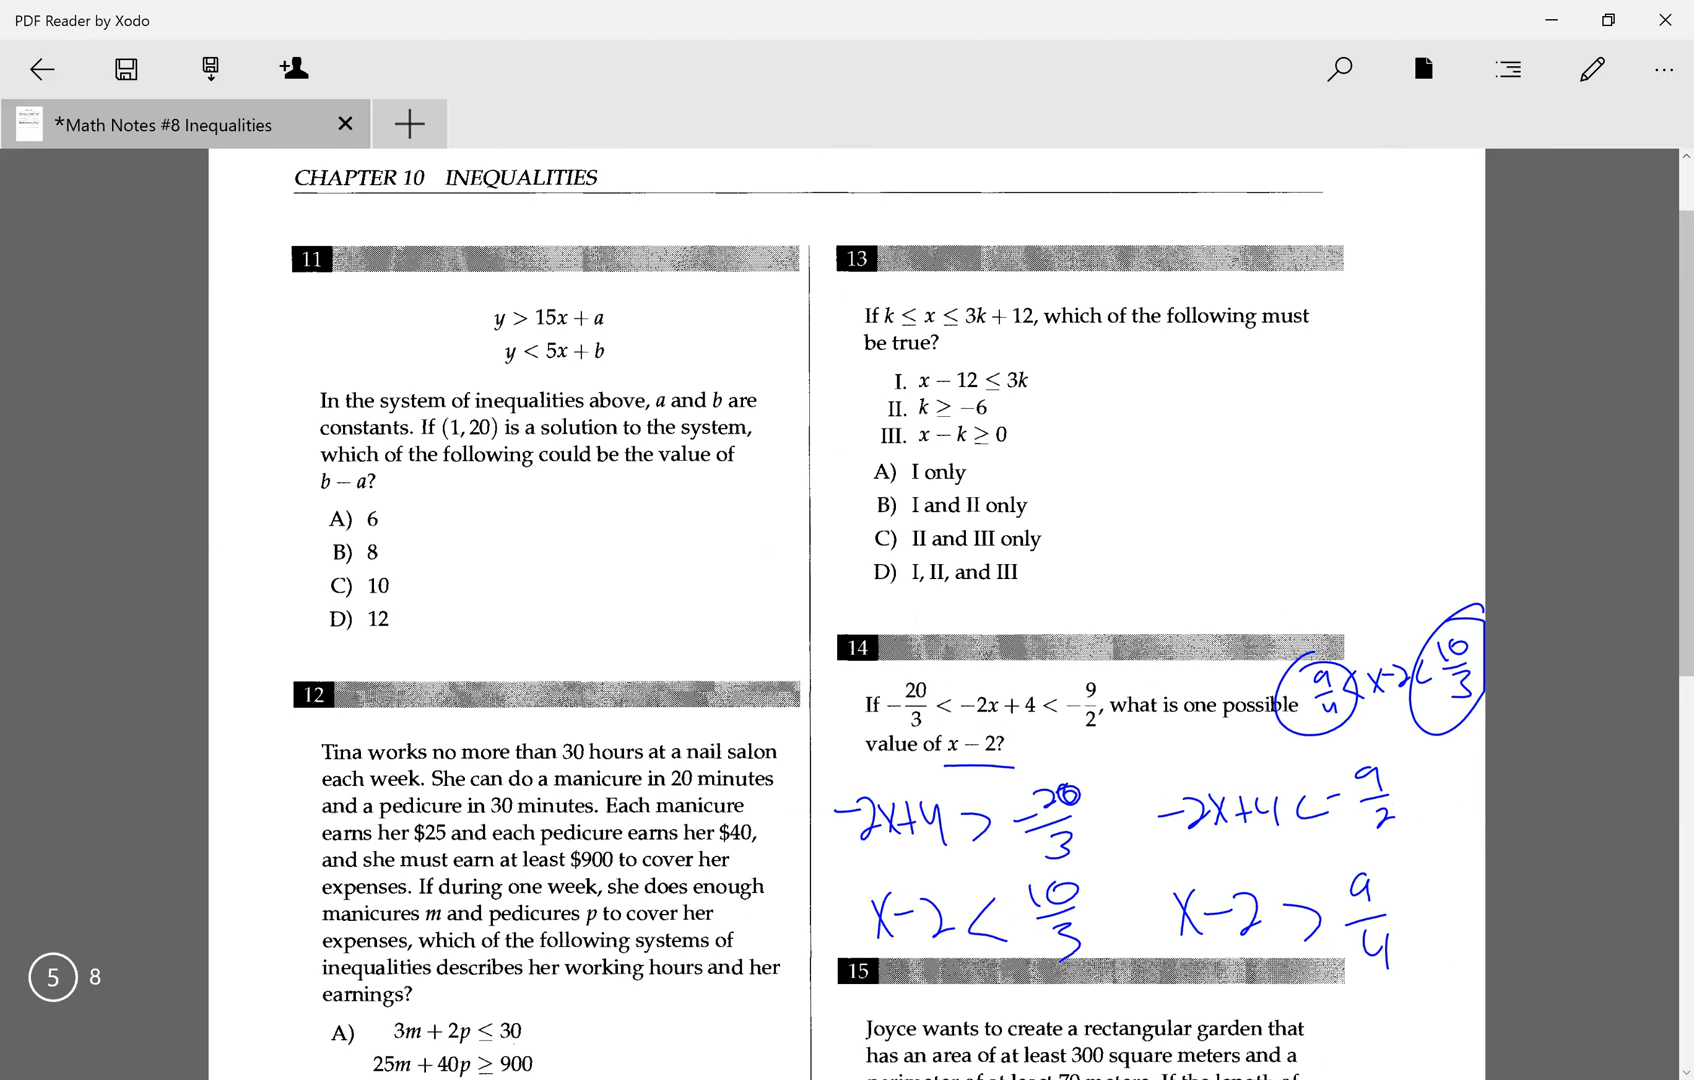 PDF Reader by Xodo
*Math Notes #8 Inequalities
CHAPTER 10 INEQUALITIES
11
y > 15x + a
y < 5x + b
In the system of inequalities above, a and b are
constants. If (1, 20) is a solution to the system,
which of the following could be the value of
b − a?
A) 6
B) 8
C) 10
D) 12
12
Tina works no more than 30 hours at a nail salon
each week. She can do a manicure in 20 minutes
and a pedicure in 30 minutes. Each manicure
earns her $25 and each pedicure earns her $40,
and she must earn at least $900 to cover her
expenses. If during one week, she does enough
manicures m and pedicures p to cover her
expenses, which of the following systems of
inequalities describes her working hours and her
earnings?
A) 3m + 2p ≤ 30
25m + 40p ≥ 900
13
If k ≤ x ≤ 3k + 12, which of the following must
be true?
I. x − 12 ≤ 3k
II. k ≥ −6
III. x − k ≥ 0
A) I only
B) I and II only
C) II and III only
D) I, II, and III
14
9/4 < x-2 < 10/3
If −20/3 < −2x + 4 < −9/2, what is one possible
value of x − 2?
-2x+4 > -20/3
-2x+4 < -9/2
x-2 < 10/3
x-2 > 9/4
15
Joyce wants to create a rectangular garden that
has an area of at least 300 square meters and a
perimeter of at least 70 meters. If the length of
5 8